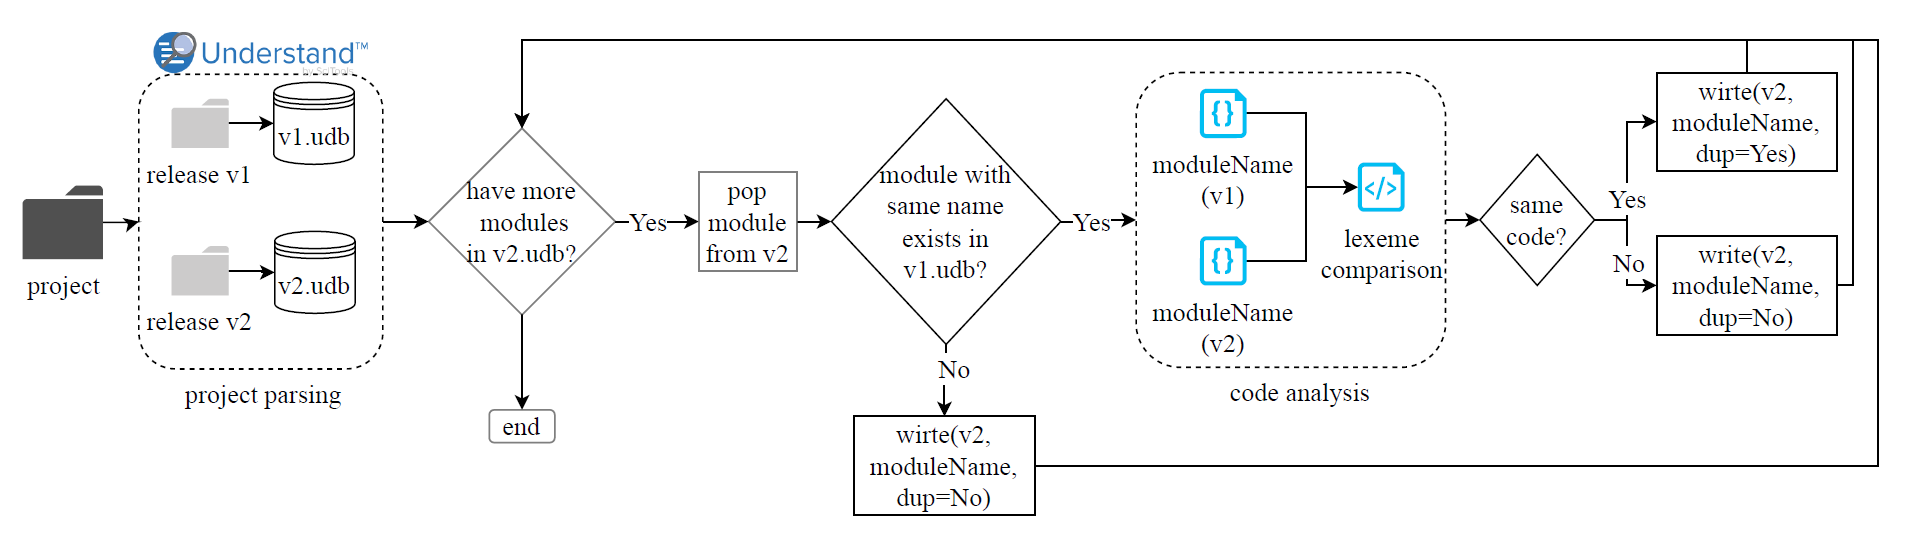 Understand™
by SciTools
v1.udb
release v1
v2.udb
release v2
project
project parsing
have more
modules
in v2.udb?
Yes
end
pop
module
from v2
module with
same name
exists in
v1.udb?
Yes
No
wirte(v2,
moduleName,
dup=No)
moduleName
(v1)
moduleName
(v2)
lexeme
comparison
code analysis
same
code?
Yes
No
wirte(v2,
moduleName,
dup=Yes)
write(v2,
moduleName,
dup=No)